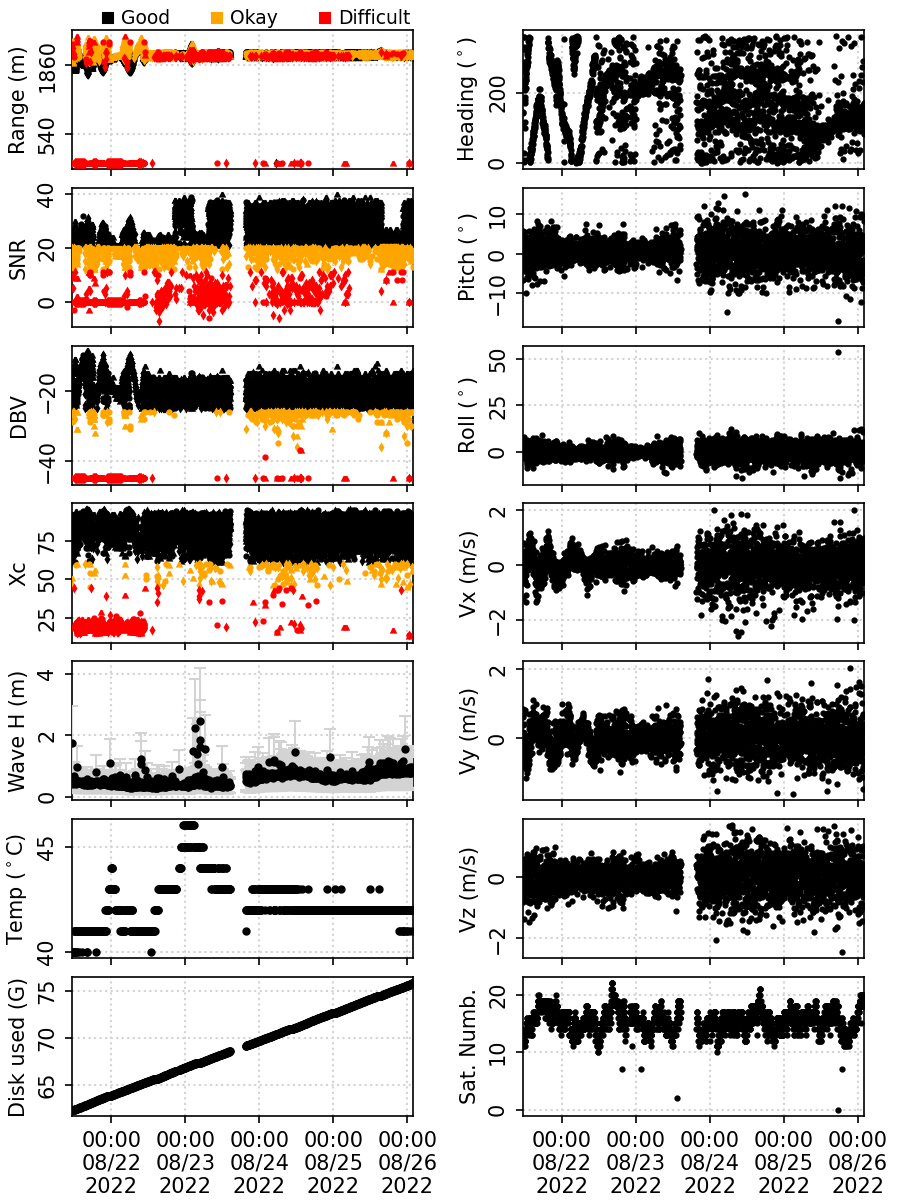 Good Okay Difficult
Range (m)
1860
540
Heading (°)
200
0
SNR
40
20
0
Pitch (°)
10
0
−10
DBV
−20
−40
Roll (°)
50
25
0
Xc
75
50
25
Vx (m/s)
2
0
−2
Wave H (m)
4
2
0
Vy (m/s)
2
0
Temp (°C)
45
40
Vz (m/s)
0
−2
Disk used (G)
75
70
65
Sat. Numb.
20
10
0
00:00 00:00 00:00 00:00 00:00
08/22 08/23 08/24 08/25 08/26
2022 2022 2022 2022 2022
00:00 00:00 00:00 00:00 00:00
08/22 08/23 08/24 08/25 08/26
2022 2022 2022 2022 2022